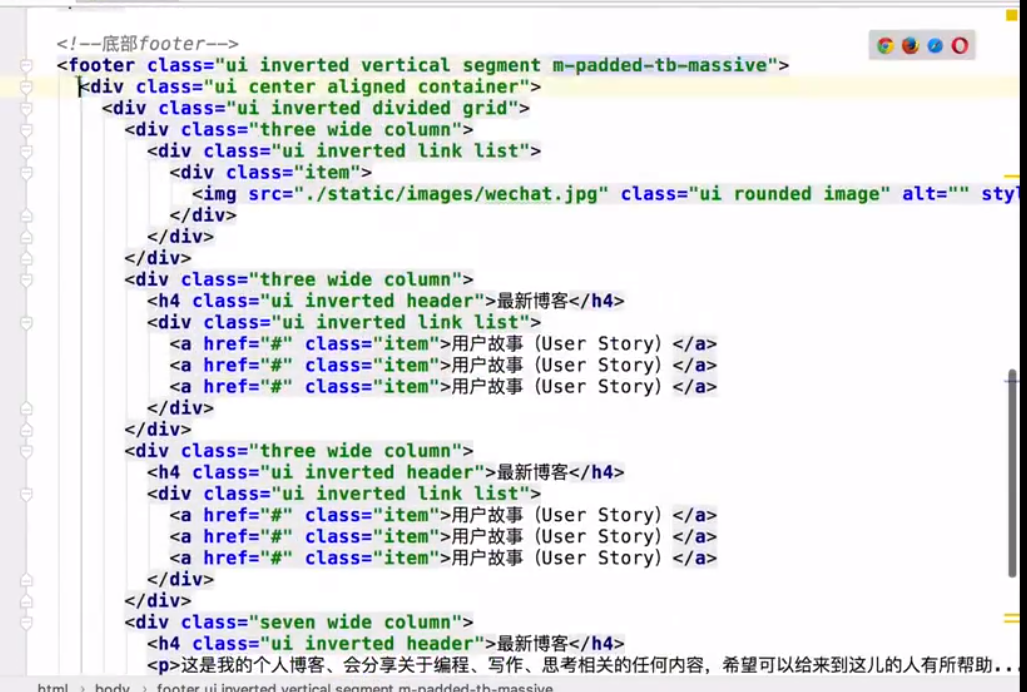 <!--底部footer-->
<footer class="ui inverted vertical segment m-padded-tb-massive">
<div class="ui center aligned container">
<div class="ui inverted divided grid">
<div class="three wide column">
<div class="ui inverted link list">
<div class="item">
<img src="./static/images/wechat.jpg" class="ui rounded image" alt="" styl
</div>
</div>
</div>
<div class="three wide column">
<h4 class="ui inverted header">最新博客</h4>
<div class="ui inverted link list">
<a href="#" class="item">用户故事（User Story）</a>
<a href="#" class="item">用户故事（User Story）</a>
<a href="#" class="item">用户故事（User Story）</a>
</div>
</div>
<div class="three wide column">
<h4 class="ui inverted header">最新博客</h4>
<div class="ui inverted link list">
<a href="#" class="item">用户故事（User Story）</a>
<a href="#" class="item">用户故事（User Story）</a>
<a href="#" class="item">用户故事（User Story）</a>
</div>
</div>
<div class="seven wide column">
<h4 class="ui inverted header">最新博客</h4>
<p>这是我的个人博客、会分享关于编程、写作、思考相关的任何内容，希望可以给来到这儿的人有所帮助...
html › body › footer.ui.inverted.vertical.segment.m-padded-tb-massive